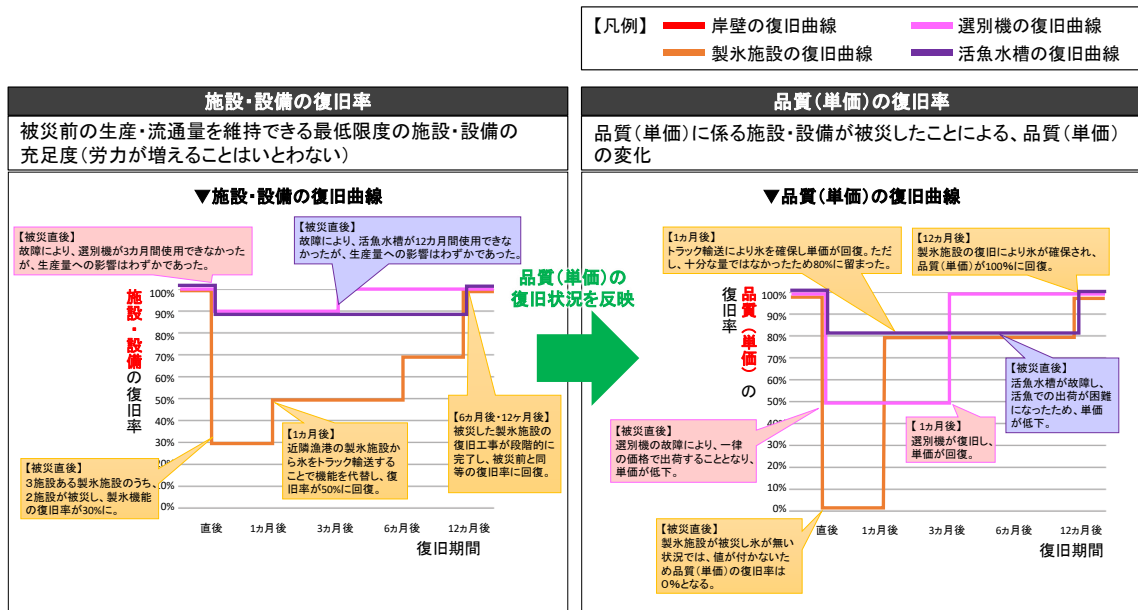 【凡例】
岸壁の復旧曲線
選別機の復旧曲線
製氷施設の復旧曲線
活魚水槽の復旧曲線
施設・設備の復旧率
被災前の生産・流通量を維持できる最低限度の施設・設備の
充足度(労力が増えることはいとわない)
▼施設・設備の復旧曲線
【被災直後】
故障により、選別機が3カ月間使用できなかった
が、生産量への影響はわずかであった。
【被災直後】
故障により、活魚水槽が12カ月間使用できな
かったが、生産量への影響はわずかであった。
施設・設備の復旧率
100%
90%
80%
70%
60%
50%
40%
30%
20%
10%
0%
【被災直後】
3施設ある製氷施設のうち、
2施設が被災し、製氷機能
の復旧率が30%に。
【1カ月後】
近隣漁港の製氷施設か
ら氷をトラック輸送する
ことで機能を代替し、復
旧率が50%に回復。
【6カ月後・12ケ月後】
被災した製氷施設の
復旧工事が段階的に
完了し、被災前と同
等の復旧率に回復。
直後
1カ月後
3カ月後
6カ月後
12カ月後
復旧期間
品質(単価)の
復旧状況を反映
品質(単価)の復旧率
品質(単価)に係る施設・設備が被災したことによる、品質(単価)
の変化
▼品質(単価)の復旧曲線
【1カ月後】
トラック輸送により氷を確保し単価が回復。ただ
し、十分な量ではなかったため80%に留まった。
【12カ月後】
製氷施設の復旧により氷が確保され、
品質(単価)が100%に回復。
品質(単価)の
復旧率
100%
90%
80%
70%
60%
50%
40%
30%
20%
10%
0%
【被災直後】
活魚水槽が故障し、
活魚での出荷が困難
になったため、単価
が低下。
【被災直後】
選別機の故障により、一律
の価格で出荷することとなり、
単価が低下。
【1カ月後】
選別機が復旧し、
単価が回復。
直後
1カ月後
3カ月後
6カ月後
12カ月後
復旧期間
【被災直後】
製氷施設が被災し氷が無い
状況では、値が付かないた
め品質(単価)の復旧率は
0%となる。